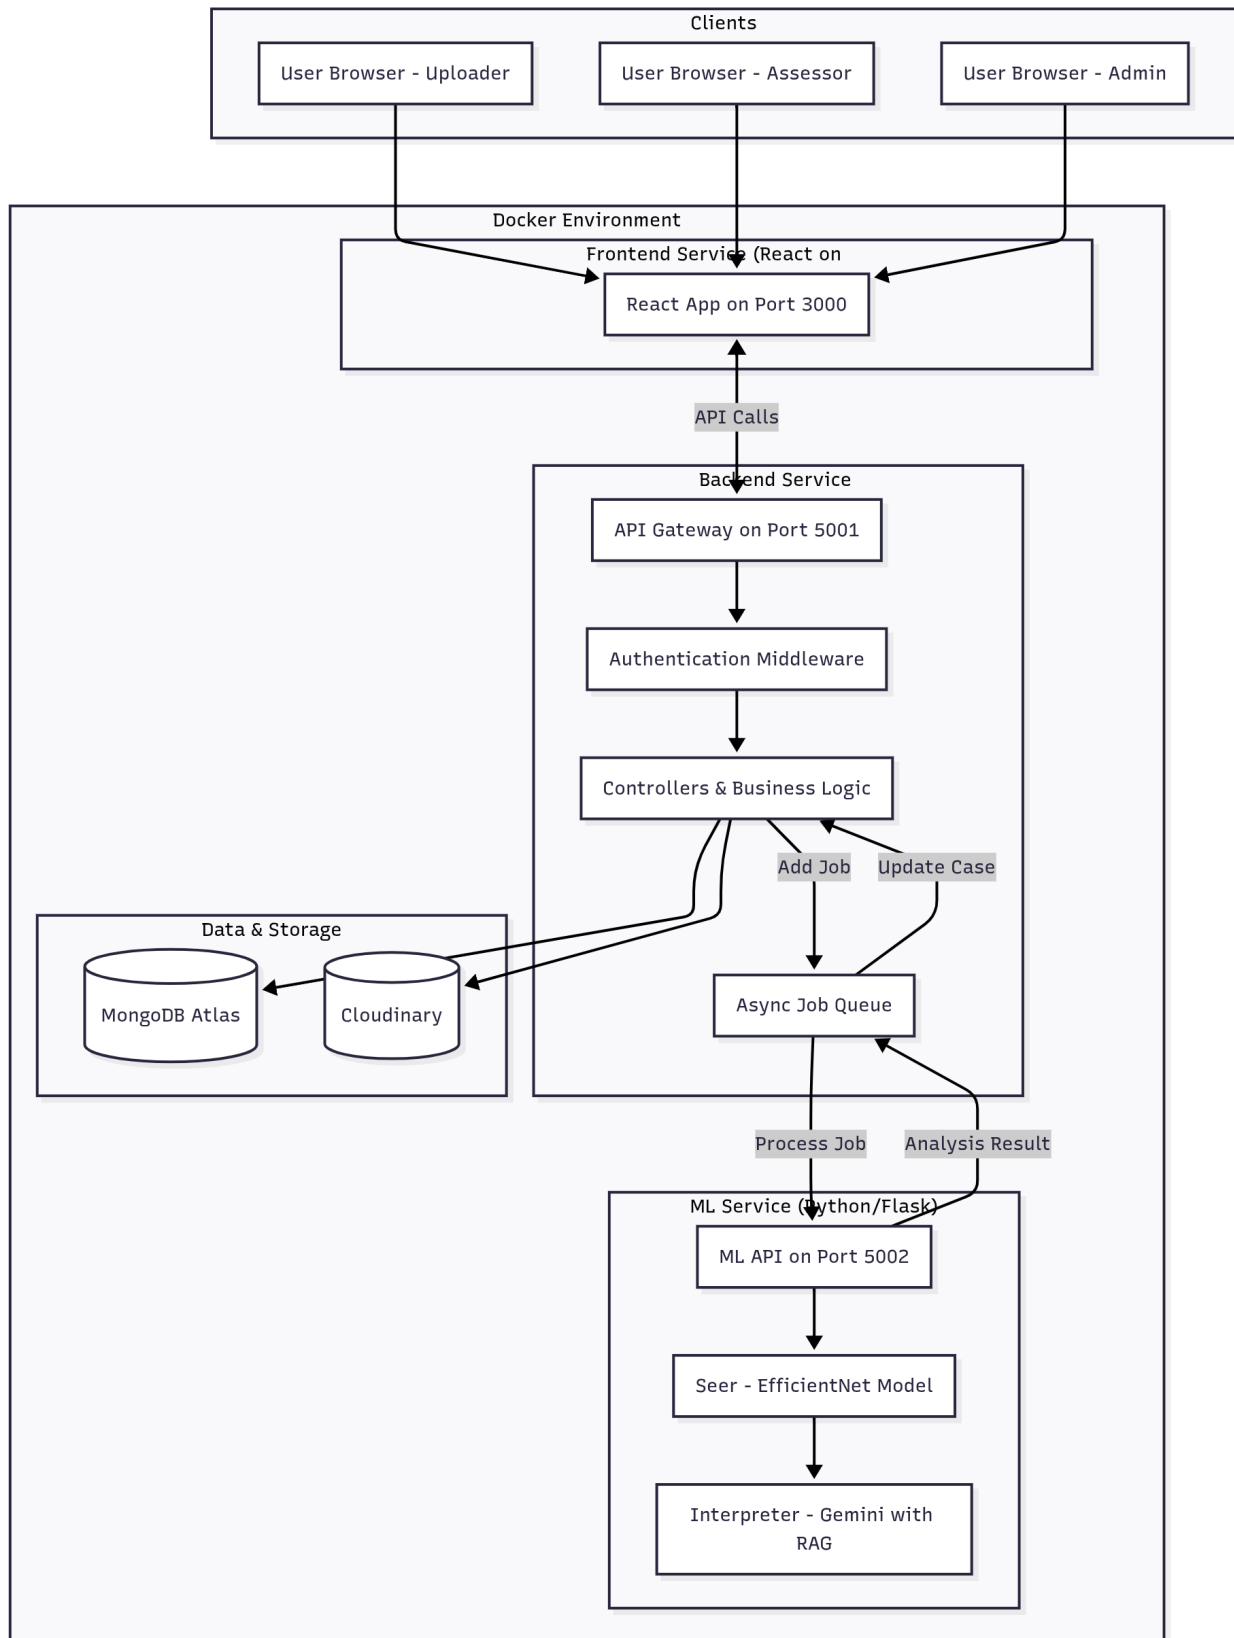 Clients
User Browser - Uploader
User Browser - Assessor
User Browser - Admin
Docker Environment
Frontend Service (React on
React App on Port 3000
API Calls
Backend Service
API Gateway on Port 5001
Authentication Middleware
Controllers & Business Logic
Add Job
Update Case
Data & Storage
MongoDB Atlas
Cloudinary
Async Job Queue
Process Job
Analysis Result
ML Service (Python/Flask)
ML API on Port 5002
Seer - EfficientNet Model
Interpreter - Gemini with
RAG